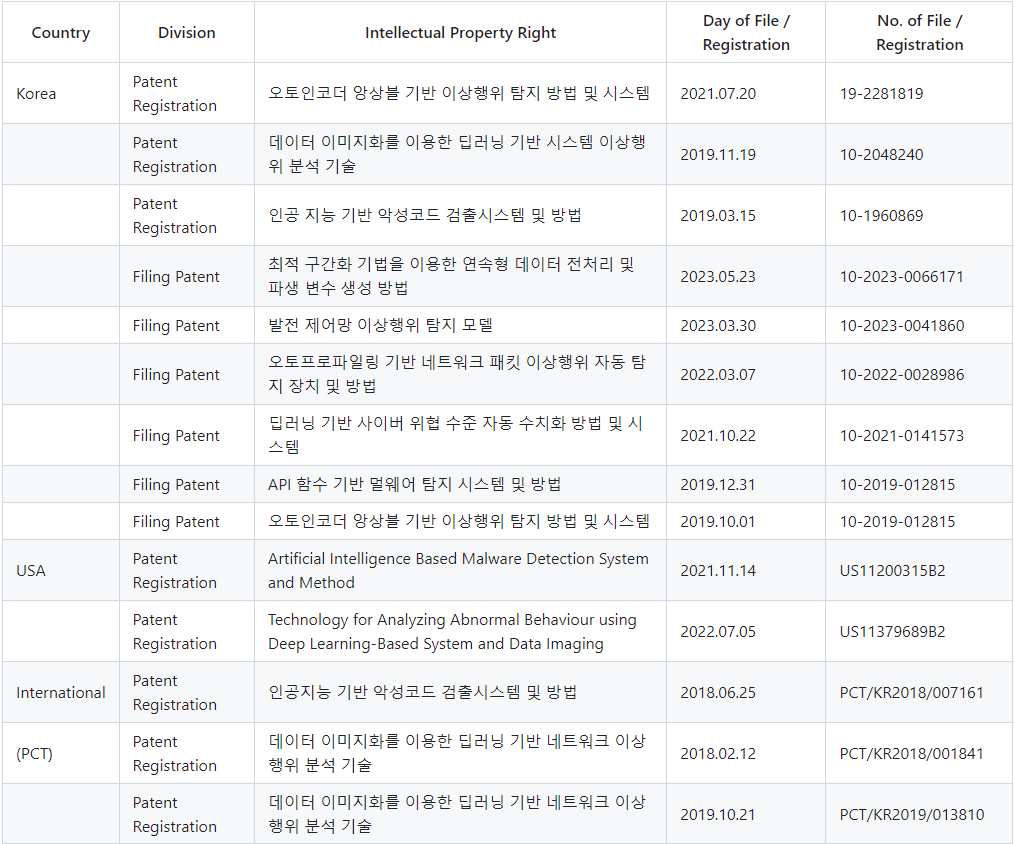 Country Division Intellectual Property Right Day of File / Registration No. of File / Registration
Korea Patent Registration 오토인코더 앙상블 기반 이상행위 탐지 방법 및 시스템 2021.07.20 19-2281819
Patent Registration 데이터 이미지화를 이용한 딥러닝 기반 시스템 이상행위 분석 기술 2019.11.19 10-2048240
Patent Registration 인공 지능 기반 악성코드 검출시스템 및 방법 2019.03.15 10-1960869
Filing Patent 최적 구간화 기법을 이용한 연속형 데이터 전처리 및 파생 변수 생성 방법 2023.05.23 10-2023-0066171
Filing Patent 발전 제어망 이상행위 탐지 모델 2023.03.30 10-2023-0041860
Filing Patent 오토프로파일링 기반 네트워크 패킷 이상행위 자동 탐지 장치 및 방법 2022.03.07 10-2022-0028986
Filing Patent 딥러닝 기반 사이버 위협 수준 자동 수치화 방법 및 시스템 2021.10.22 10-2021-0141573
Filing Patent API 함수 기반 멀웨어 탐지 시스템 및 방법 2019.12.31 10-2019-012815
Filing Patent 오토인코더 앙상블 기반 이상행위 탐지 방법 및 시스템 2019.10.01 10-2019-012815
USA Patent Registration Artificial Intelligence Based Malware Detection System and Method 2021.11.14 US11200315B2
Patent Registration Technology for Analyzing Abnormal Behaviour using Deep Learning-Based System and Data Imaging 2022.07.05 US11379689B2
International Patent Registration 인공지능 기반 악성코드 검출시스템 및 방법 2018.06.25 PCT/KR2018/007161
(PCT) Patent Registration 데이터 이미지화를 이용한 딥러닝 기반 네트워크 이상행위 분석 기술 2018.02.12 PCT/KR2018/001841
Patent Registration 데이터 이미지화를 이용한 딥러닝 기반 네트워크 이상행위 분석 기술 2019.10.21 PCT/KR2019/013810